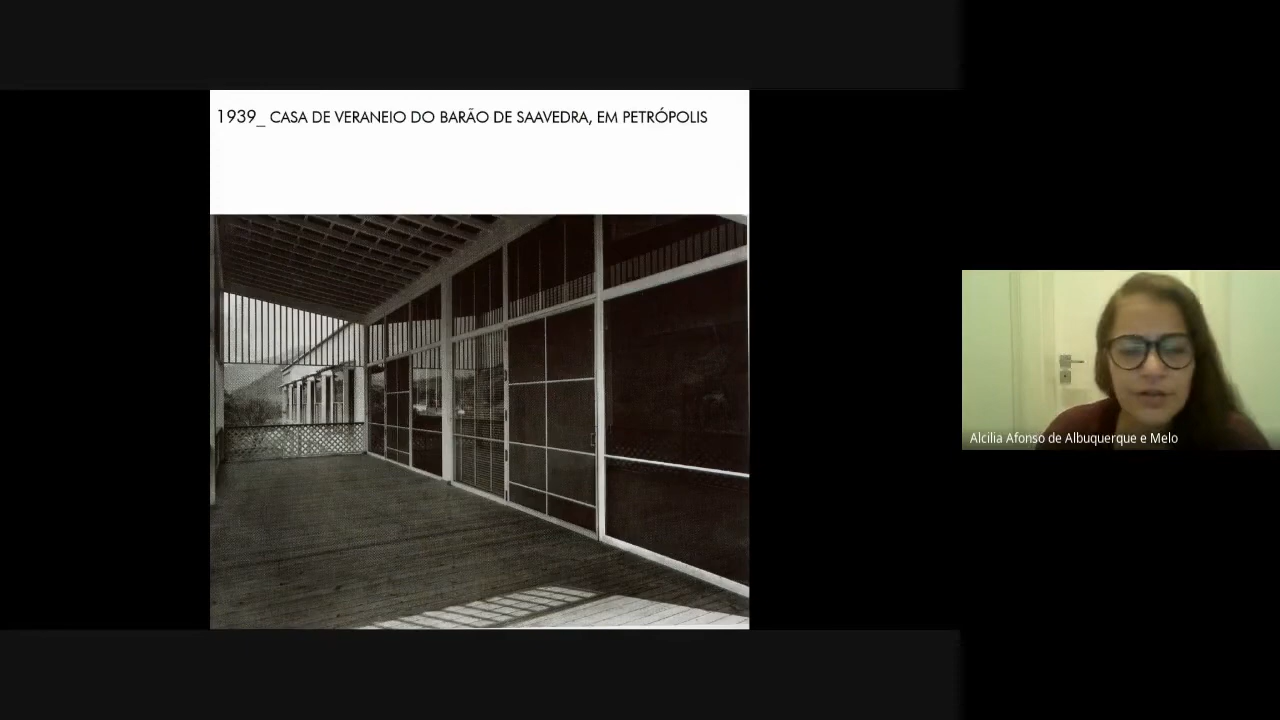 1939_ CASA DE VERANEIO DO BARÃO DE SAAVEDRA, EM PETRÓPOLIS
Alcilia Afonso de Albuquerque e Melo